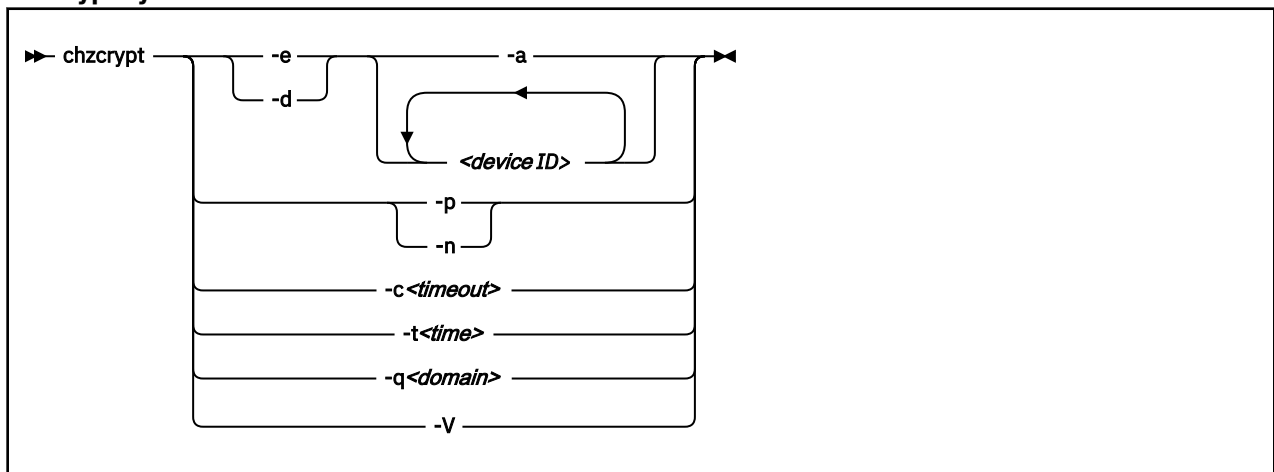 chzcrypt -e -a
-d
<device ID>
-p
-n
-c<timeout>
-t<time>
-q<domain>
-V